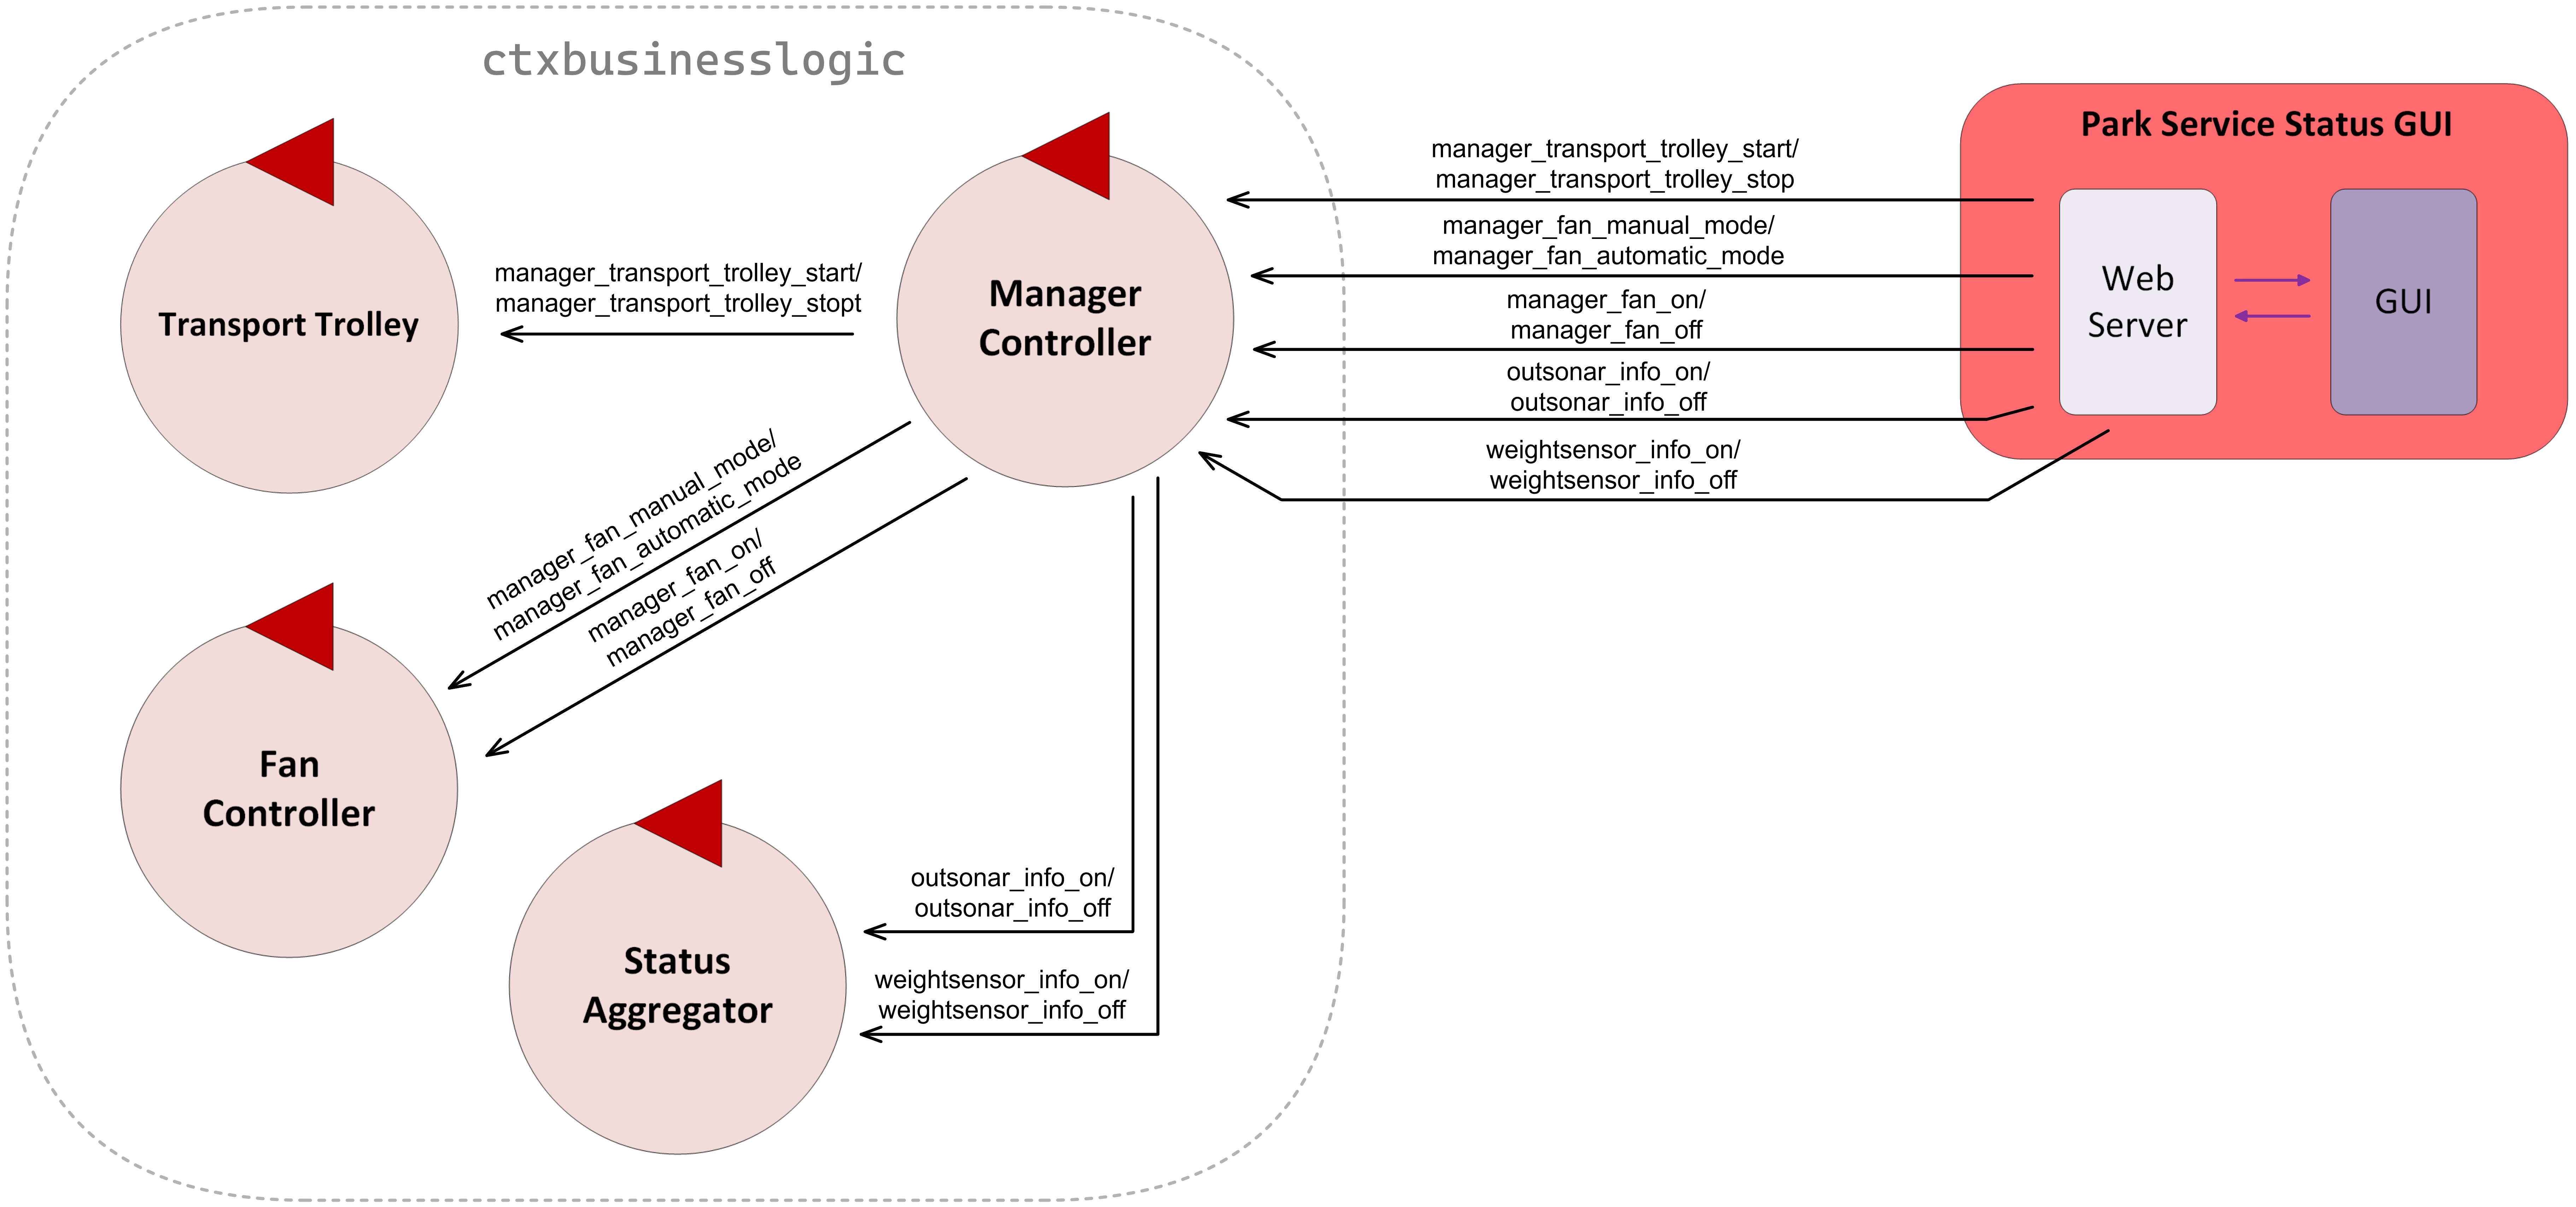 ctxbusinesslogic
Park Service Status GUI
manager_transport_trolley_start/
manager_transport_trolley_stop
manager_fan_manual_mode/
manager_fan_automatic_mode
manager_fan_on/
manager_fan_off
outsonar_info_on/
outsonar_info_off
weightsensor_info_on/
weightsensor_info_off
Web
Server
GUI
Manager
Controller
manager_transport_trolley_start/
manager_transport_trolley_stopt
Transport Trolley
manager_fan_manual_mode/
manager_fan_automatic_mode
manager_fan_on/
manager_fan_off
Fan
Controller
outsonar_info_on/
outsonar_info_off
weightsensor_info_on/
weightsensor_info_off
Status
Aggregator